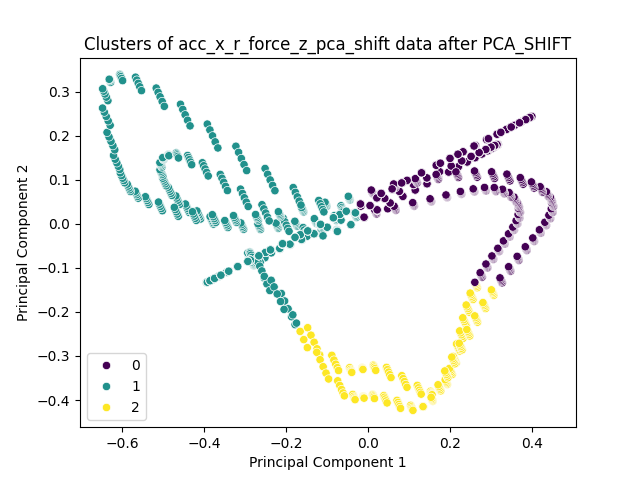 Clusters of acc_x_r_force_z_pca_shift data after PCA_SHIFT
Principal Component 2
0.3
0.2
0.1
0.0
−0.1
−0.2
−0.3
−0.4
0
1
2
−0.6 −0.4 −0.2 0.0 0.2 0.4
Principal Component 1